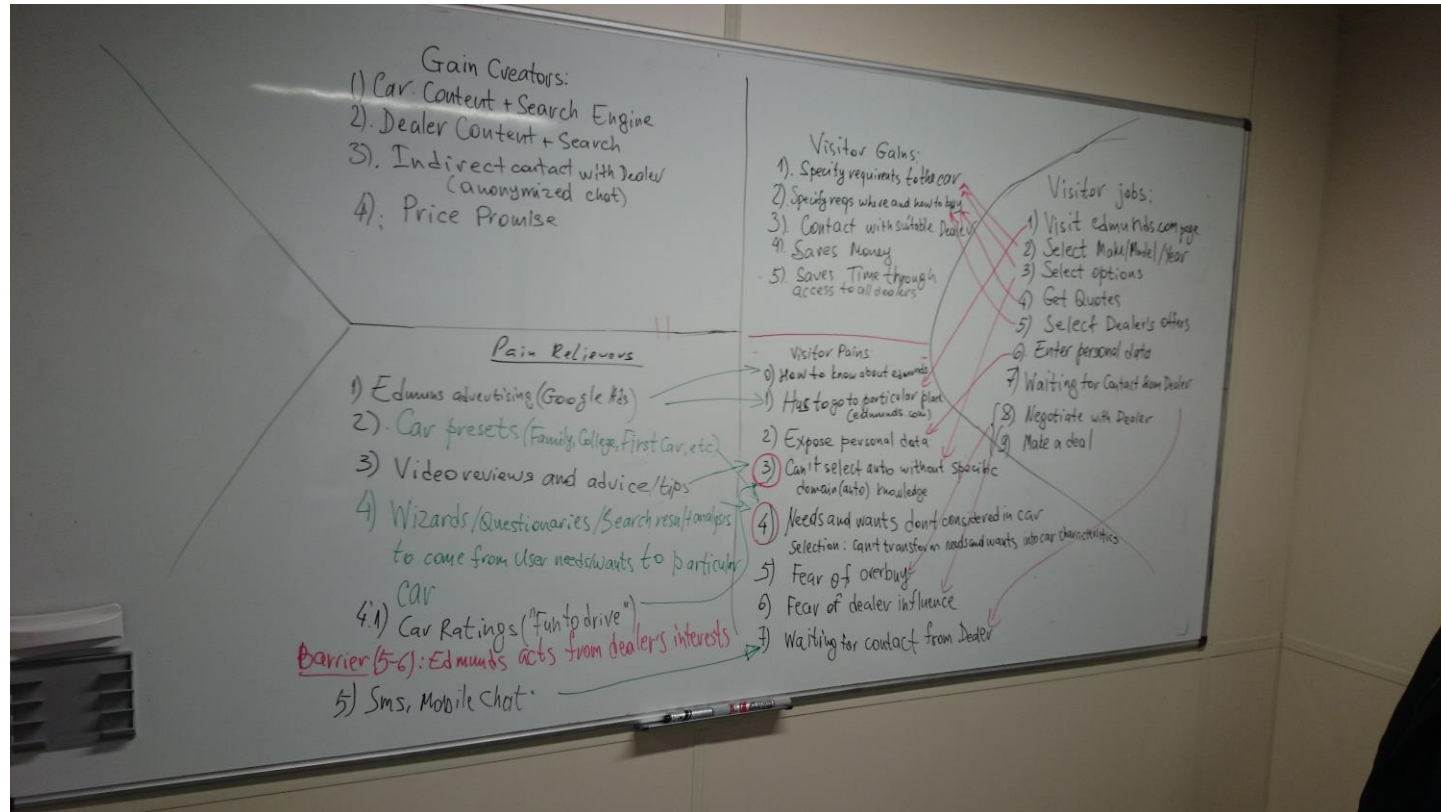 Gain Creators:
1) Car Content + Search Engine
2). Dealer Content + Search
3). Indirect contact with Dealer
(anonymized chat)
4). Price Promise
Pain Relievers
1) Edmuns advertising (Google Ads)
2). Car presets (Family, College, First Car, etc)
3) Video reviews and advice/tips
4) Wizards/Questionaries/Search result analysis
to come from User needs/wants to particular
car
4.1) Car Ratings ("Fun to drive")
Barrier (5-6): Edmunds acts from dealer's interests
5) Sms, Mobile chat.
Visitor Gains:
1). Specify requirents to the car
2). Specify reqs where and how to buy
3). Contact with suitable Dealer
4). Saves Money
5). Saves Time through
access to all dealers
Visitor Pains:
0) How to know about edmunds
1) Has to go to particular place
(edmunds.com)
2) Expose personal data
3) Can't select auto without specific
domain (auto) knowledge
4) Needs and wants don't considered in car
Selection: can't transform needs and wants into car characteristics
5) Fear of overbuy
6) Fear of dealer influence
7) Waiting for contact from Dealer
Visitor jobs:
1) Visit edmunds.com page
2) Select Make/Model/Year
3) Select options
4) Get Quotes
5) Select Dealer's offers
6). Enter personal data
7) Waiting for Contact from Dealer
8) Negotiate with Dealer
9) Make a deal